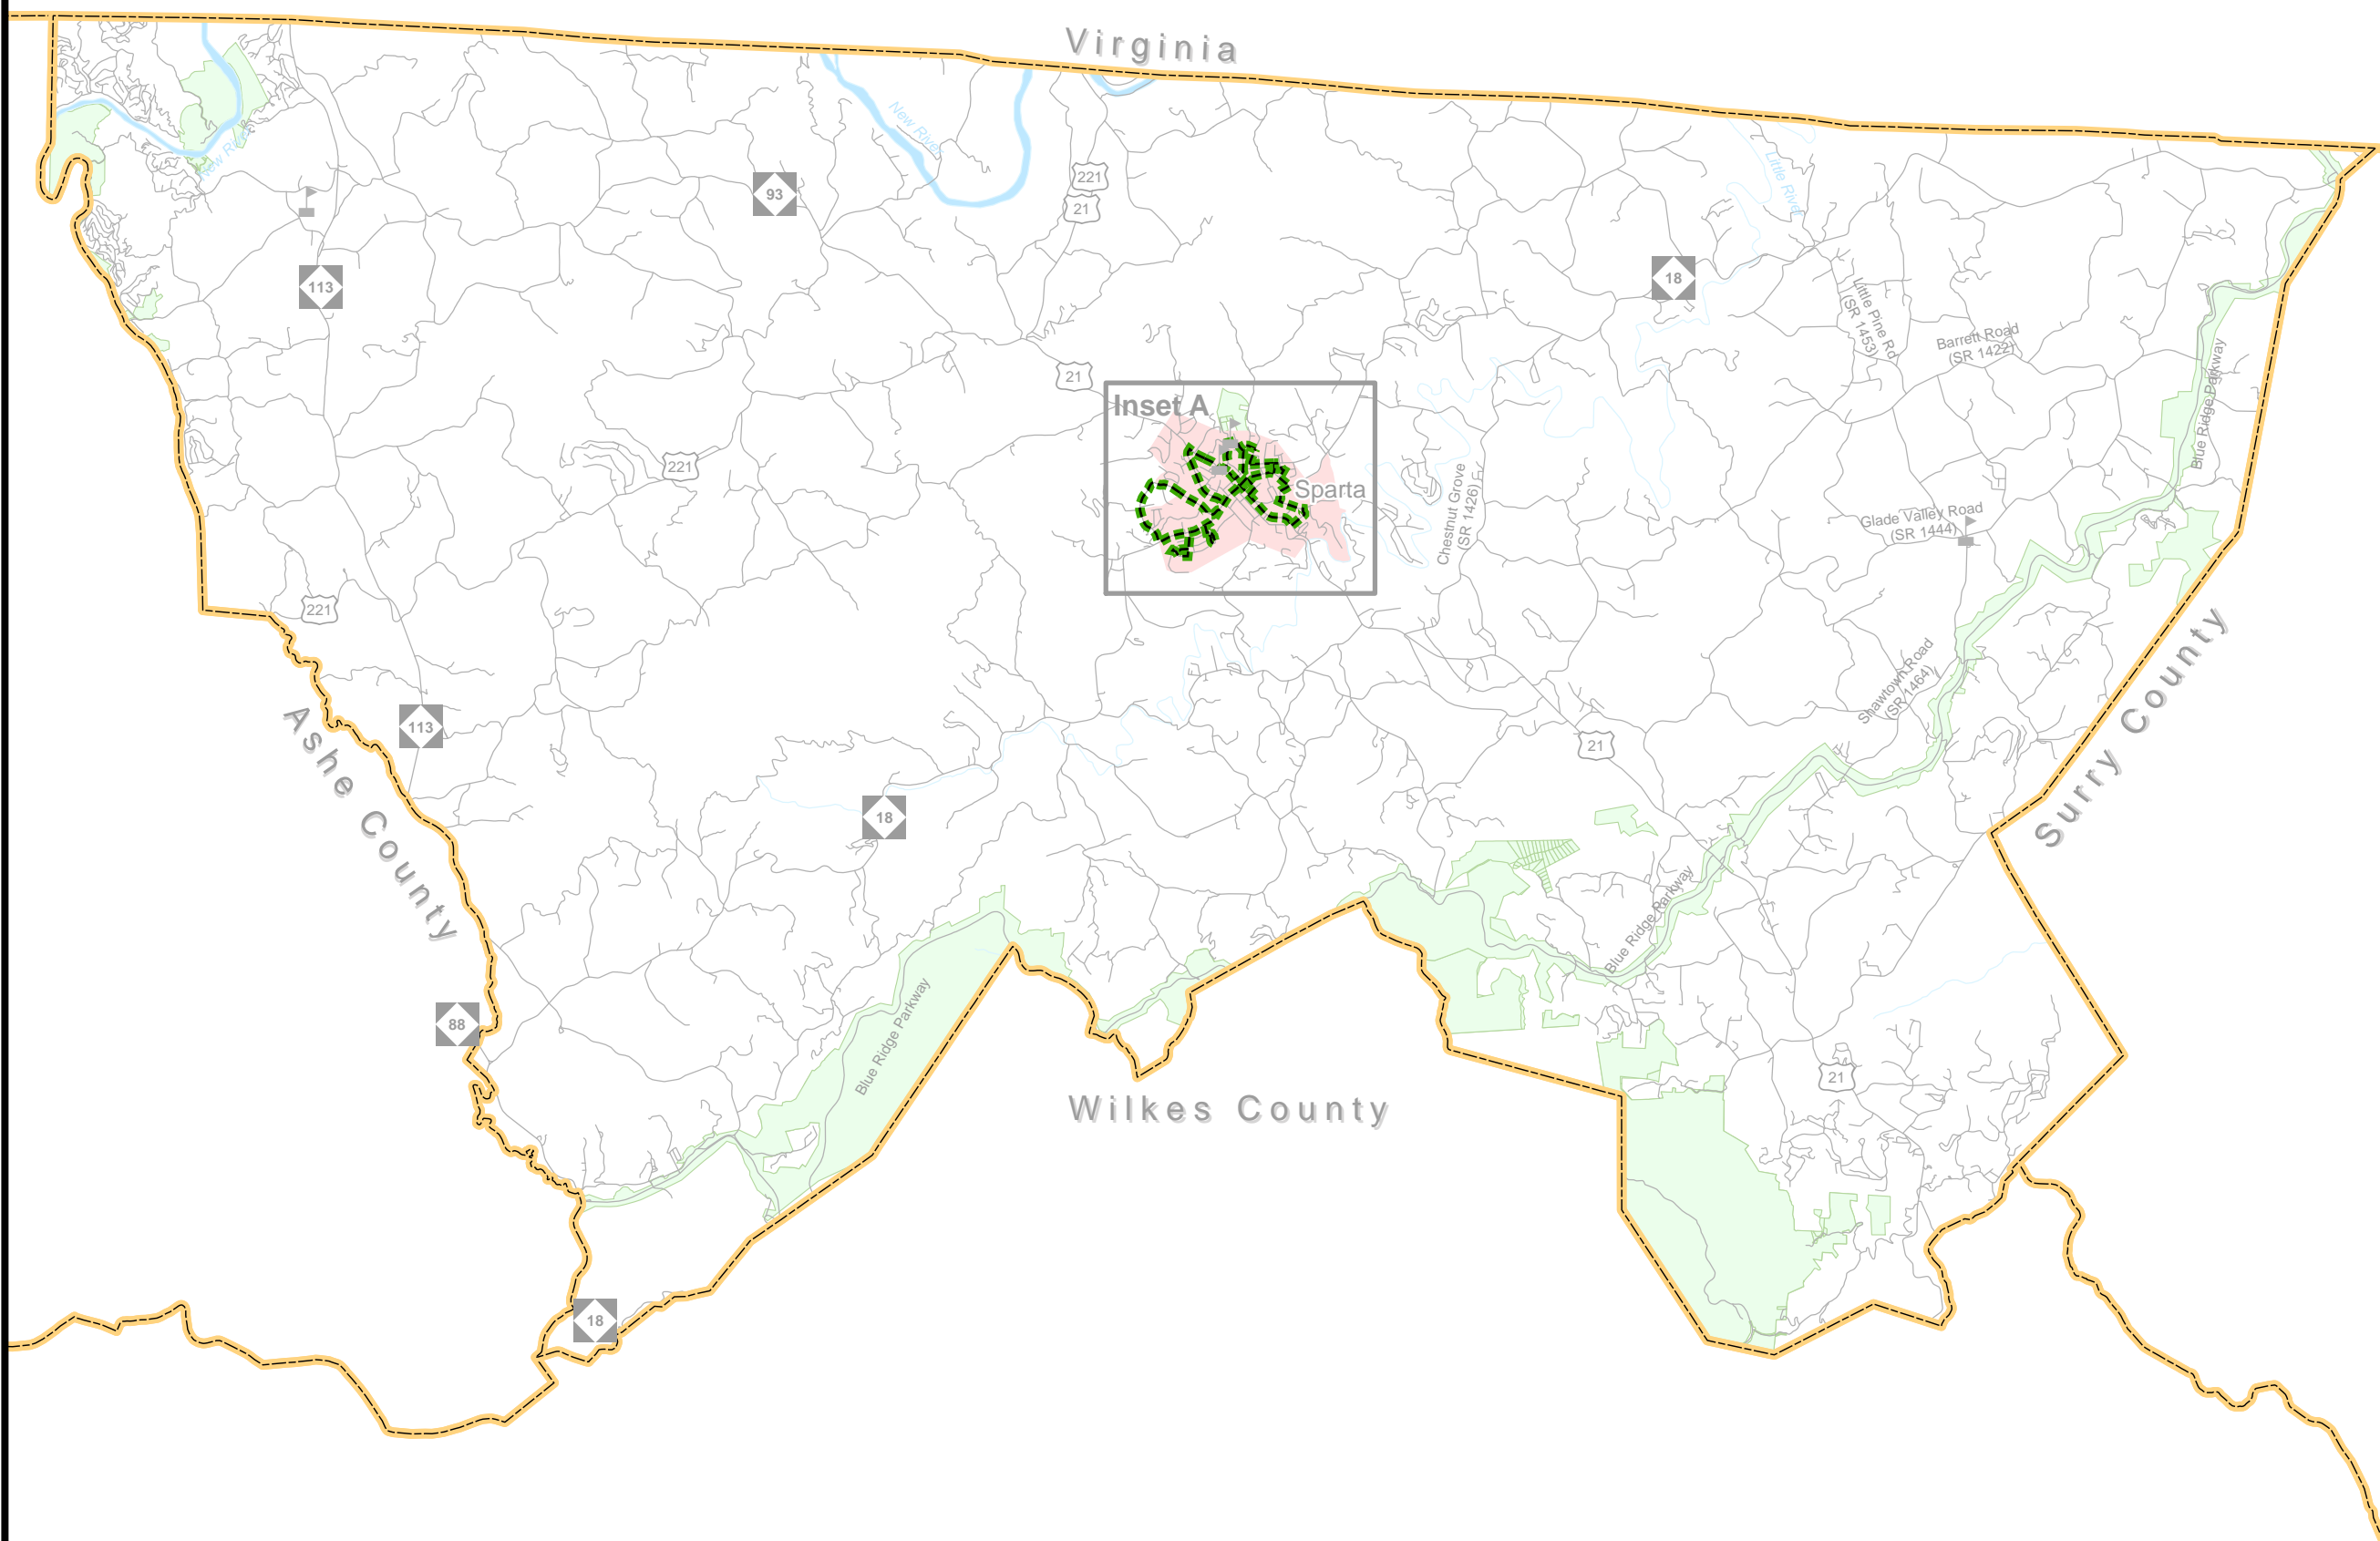 Virginia
New River
New River
Little River
221
21
93
18
113
Little Pine Rd
(SR 1453)
Barrett Road
(SR 1422)
Blue Ridge Parkway
21
Inset A
Sparta
221
Chestnut Grove
(SR 1426)
Glade Valley Road
(SR 1444)
221
Ashe County
113
Shawtown Road
(SR 1464)
Surry County
21
18
Blue Ridge Parkway
88
Blue Ridge Parkway
Wilkes County
21
18